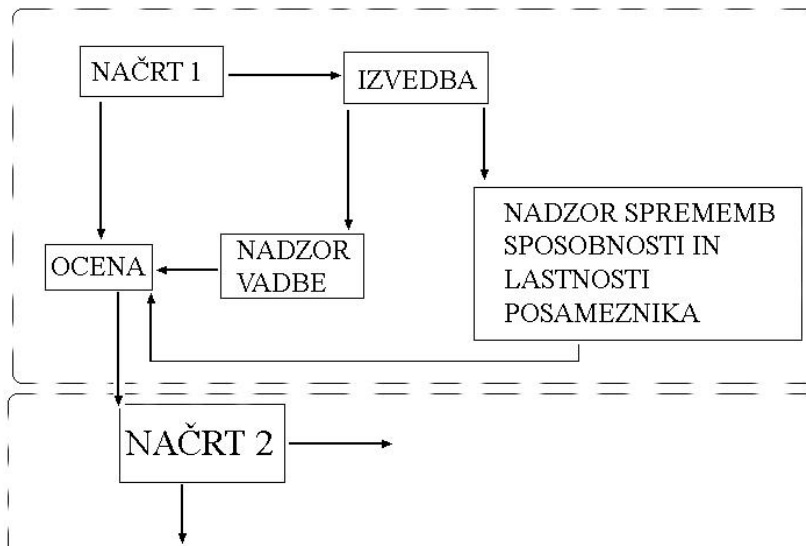 NAČRT 1
IZVEDBA
NADZOR SPREMEMB
SPOSOBNOSTI IN
LASTNOSTI
POSAMEZNIKA
NADZOR
VADBE
OCENA
NAČRT 2